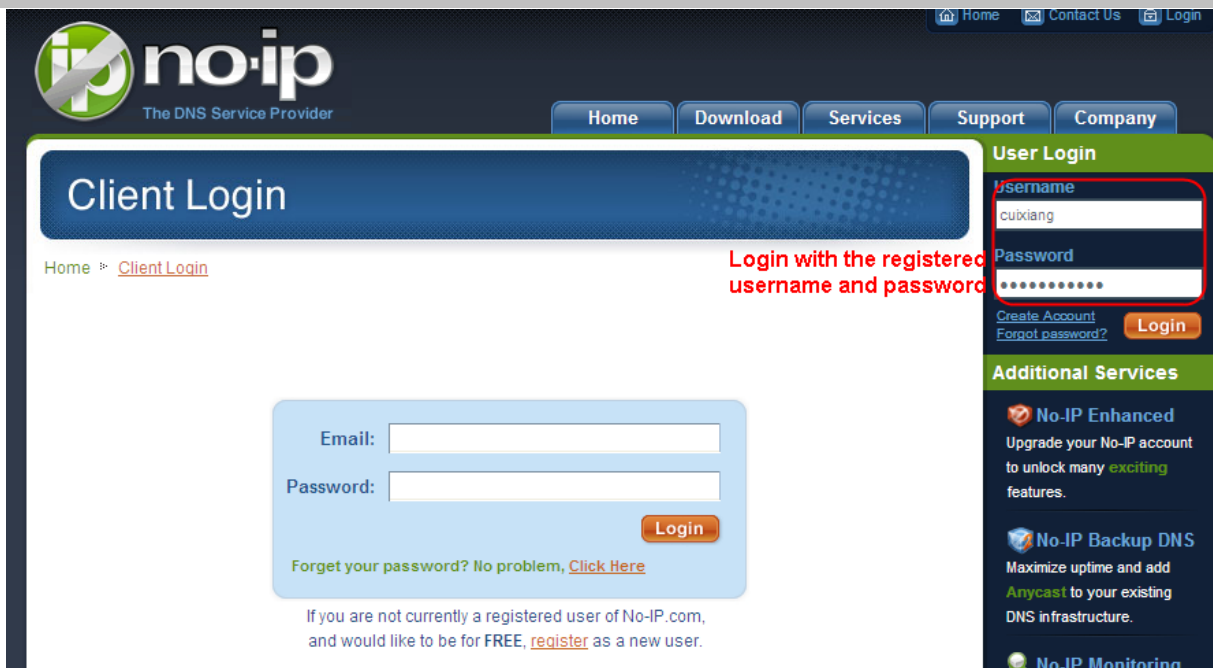 Home Contact Us Login
ip no·ip
The DNS Service Provider
Home Download Services Support Company
Client Login
Home Client Login
Login with the registered
username and password
Email:
Password:
Login
Forget your password? No problem, Click Here
If you are not currently a registered user of No-IP.com,
and would like to be for FREE, register as a new user.
User Login
Username
cuixiang
Password
•••••••••••
Create Account
Forgot password?
Login
Additional Services
No-IP Enhanced
Upgrade your No-IP account
to unlock many exciting
features.
No-IP Backup DNS
Maximize uptime and add
Anycast to your existing
DNS infrastructure.
No-IP Monitoring